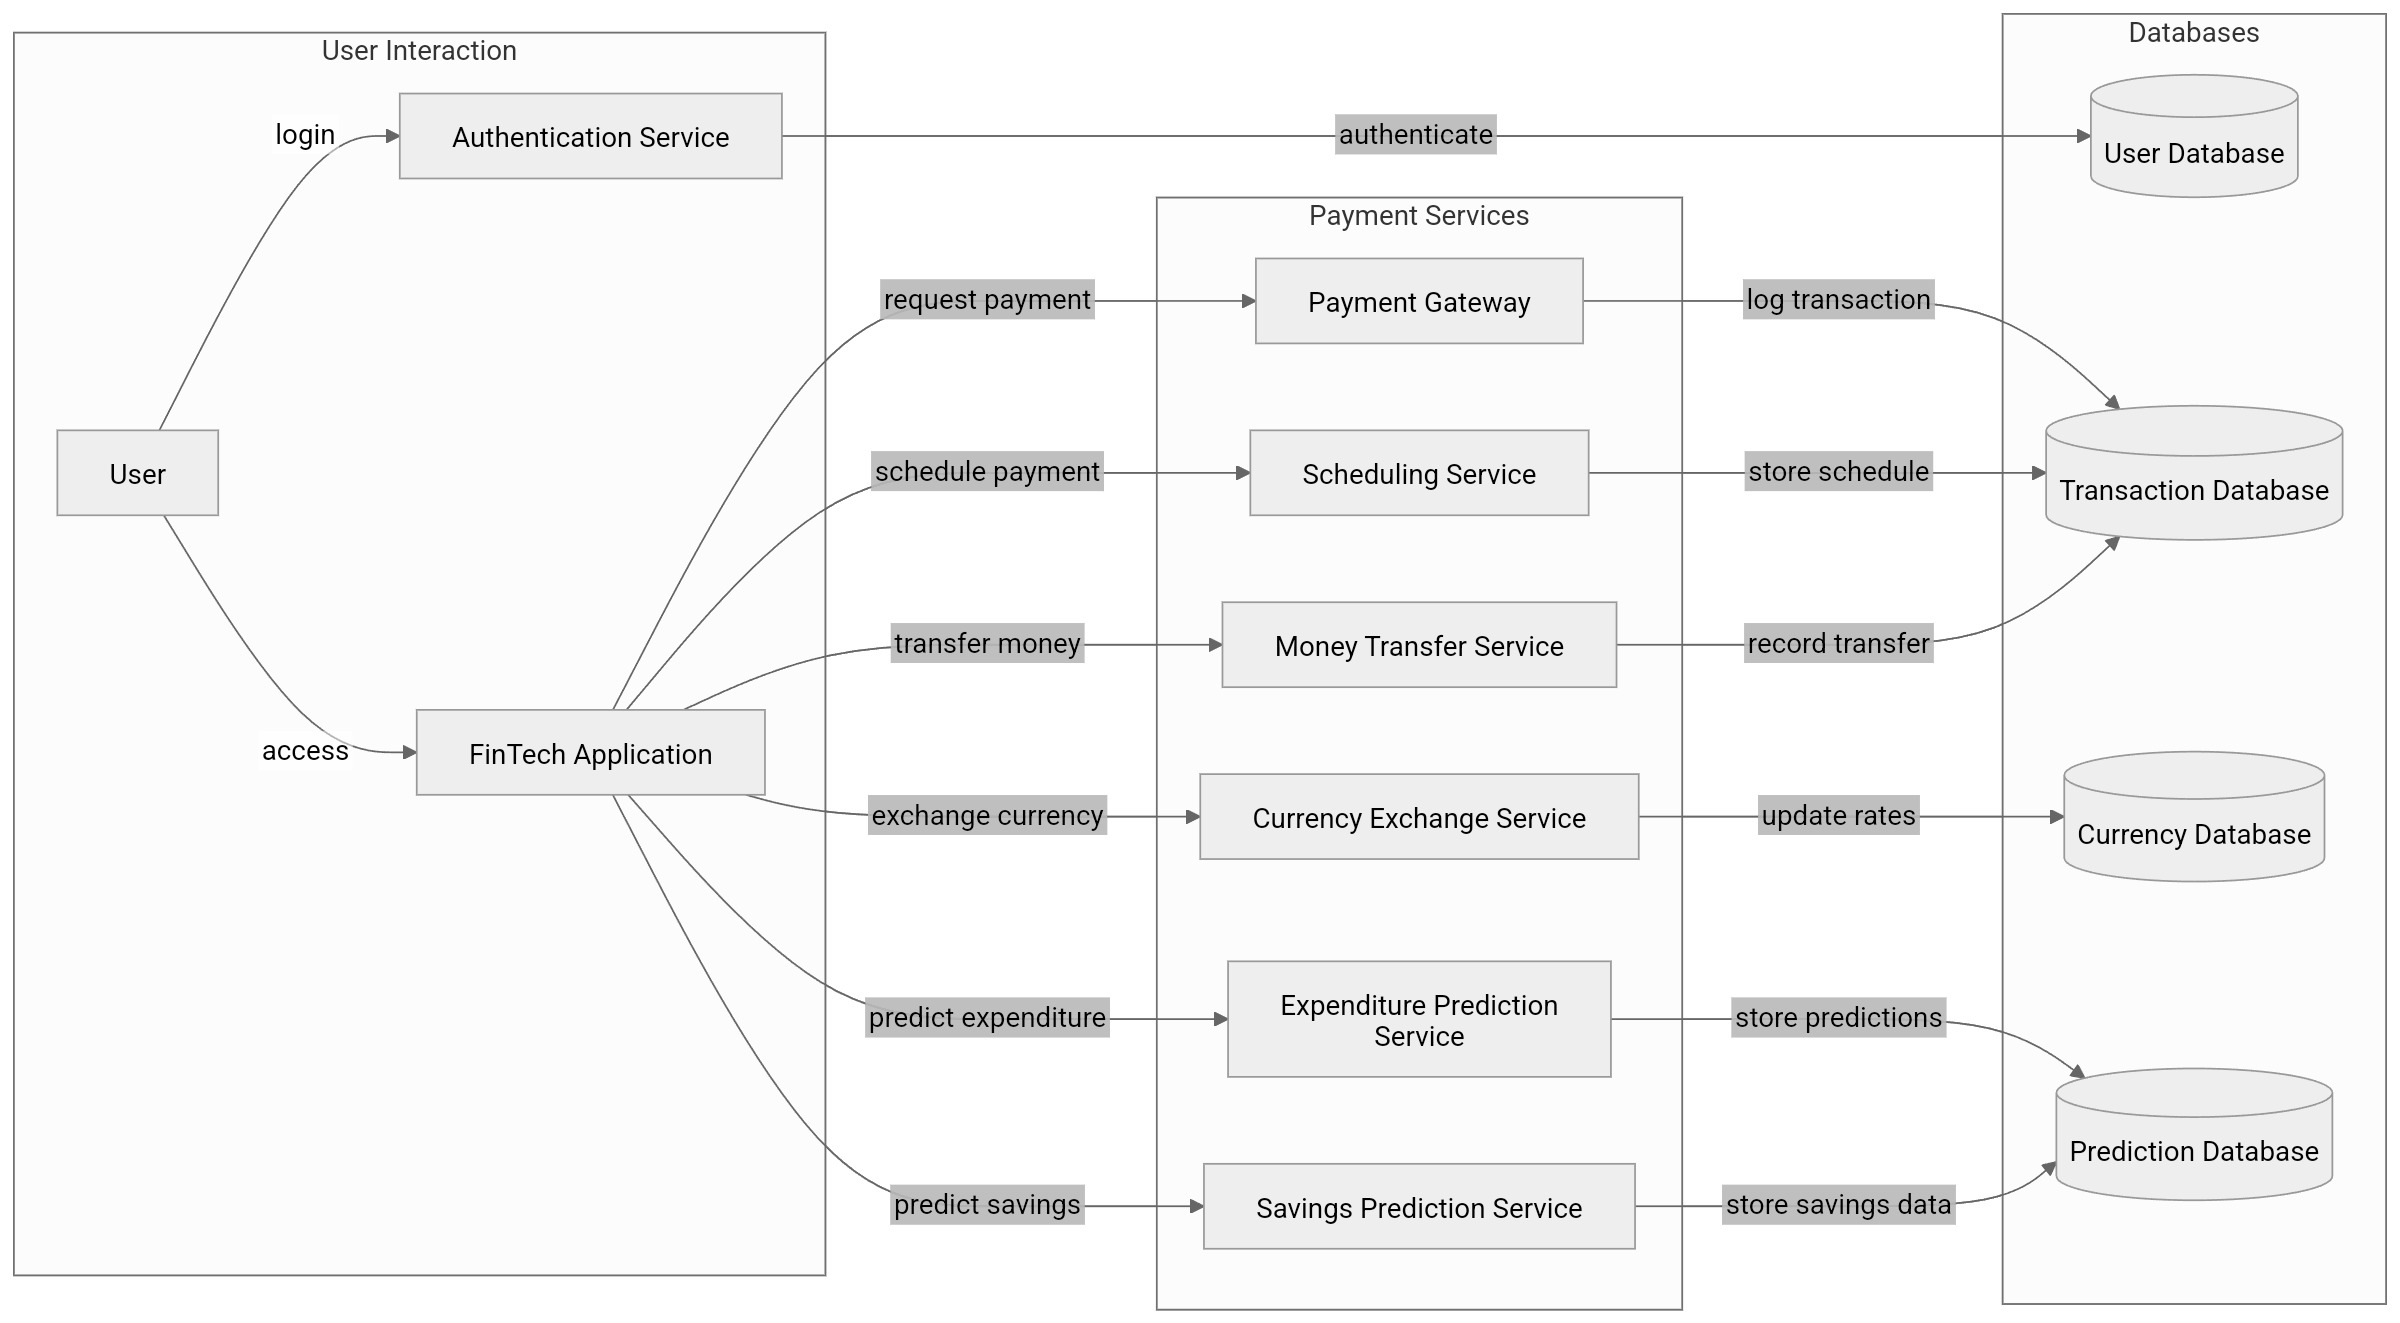 User Interaction
Databases
login
Authentication Service
authenticate
User Database
Payment Services
request payment
Payment Gateway
log transaction
User
schedule payment
Scheduling Service
store schedule
Transaction Database
transfer money
Money Transfer Service
record transfer
access
FinTech Application
exchange currency
Currency Exchange Service
update rates
Currency Database
predict expenditure
Expenditure Prediction
Service
store predictions
Prediction Database
predict savings
Savings Prediction Service
store savings data